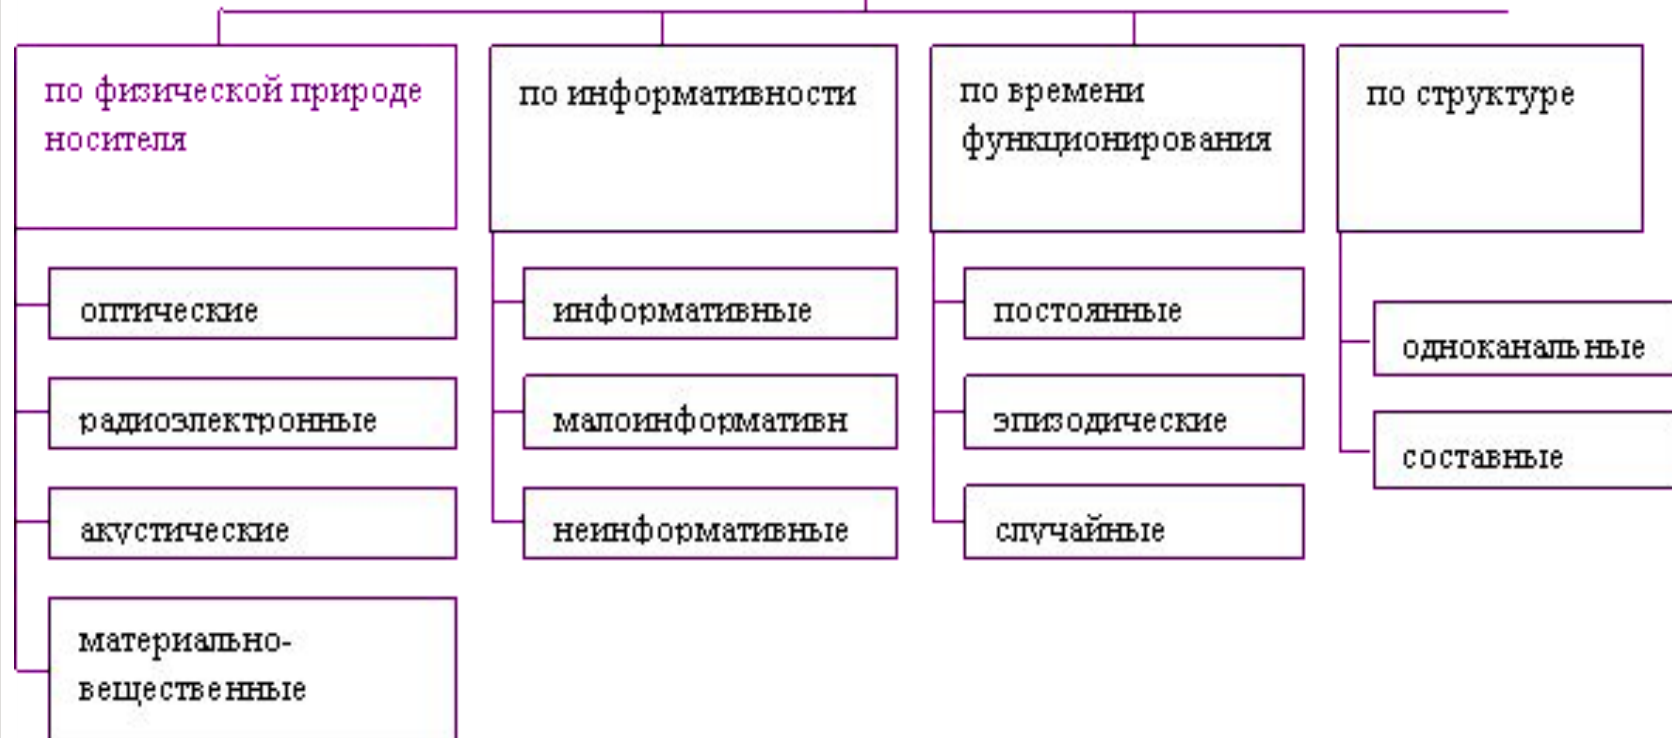 по физической природе
носителя
оптические
радиоэлектронные
акустические
материально-
вещественные
по информативности
информативные
малоинформативн
неинформативные
по времени
функционирования
постоянные
эпизодические
случайные
по структуре
одноканальные
составные